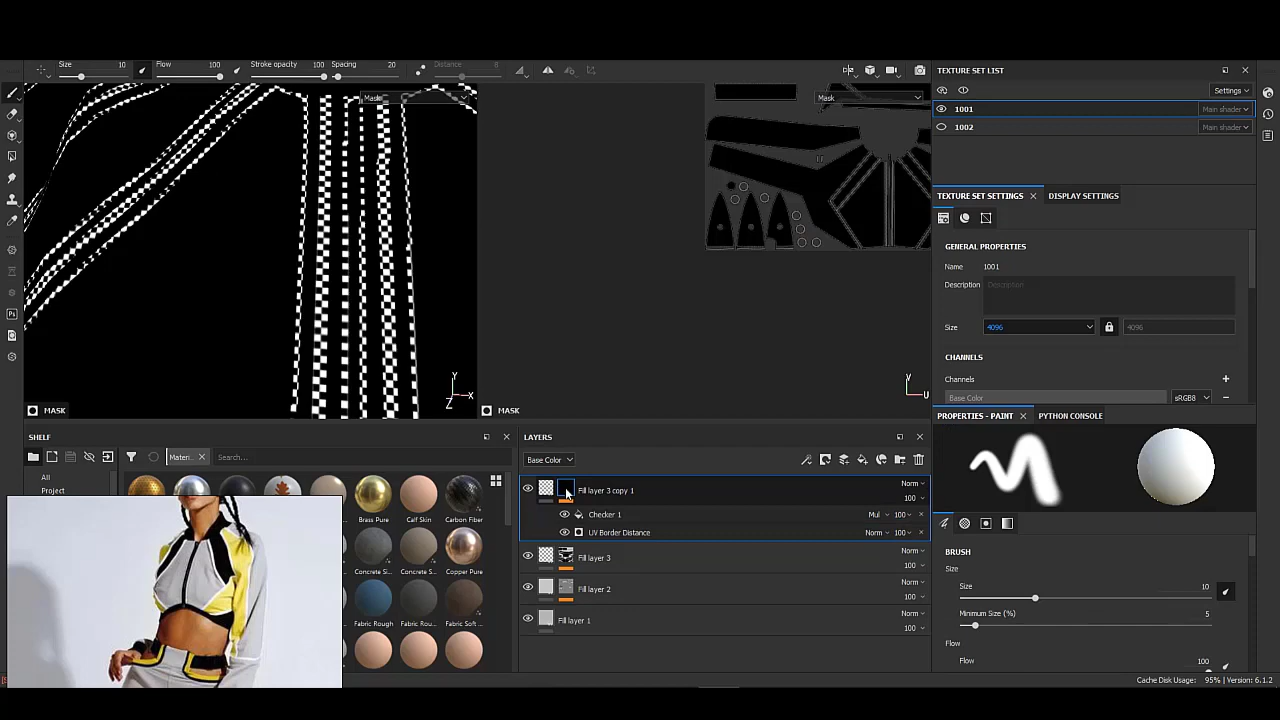 Size 10 Flow 100 Stroke opacity 100 Spacing 20 Distance 8
Mask
Mask
Y
X
Z
V
U
MASK
MASK
TEXTURE SET LIST
Settings
1001 Main shader
1002 Main shader
TEXTURE SET SETTINGS DISPLAY SETTINGS
GENERAL PROPERTIES
Name 1001
Description Description
Size 4096 4096
CHANNELS
Channels
Base Color sRGB8
SHELF
Materi...
Search...
All
Project
Brass Pure
Calf Skin
Carbon Fiber
Concrete Si...
Concrete S...
Copper Pure
Fabric Rough
Fabric Rou...
Fabric Soft ...
LAYERS
Base Color
Fill layer 3 copy 1 Norm 100
Checker 1 Mul 100
UV Border Distance Norm 100
Fill layer 3 Norm 100
Fill layer 2 Norm 100
Fill layer 1 Norm 100
PROPERTIES - PAINT PYTHON CONSOLE
BRUSH
Size
Size 10
Minimum Size (%) 5
Flow
Flow 100
Cache Disk Usage: 95% | Version: 6.1.2